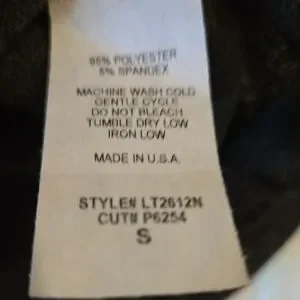 95% POLYESTER
5% SPANDEX
MACHINE WASH COLD
GENTLE CYCLE
DO NOT BLEACH
TUMBLE DRY LOW
IRON LOW
MADE IN U.S.A.
STYLE# LT2612N
CUT# P6254
S